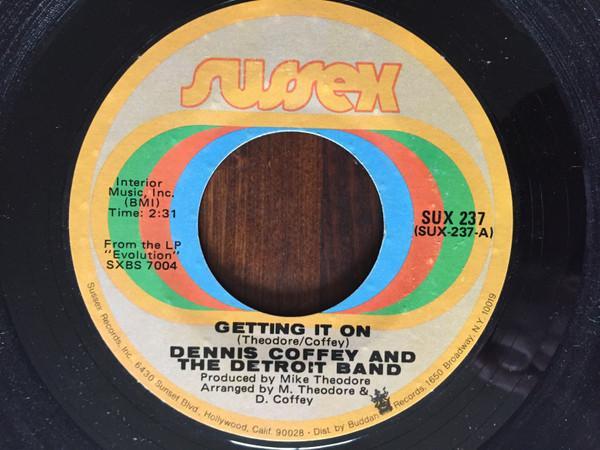 sussex
Interior
Music, Inc.
(BMI)
Time: 2:31
From the LP
"Evolution"
SXBS 7004
SUX 237
(SUX-237-A)
GETTING IT ON
(Theodore/Coffey)
DENNIS COFFEY AND
THE DETROIT BAND
Produced by Mike Theodore
Arranged by M. Theodore &
D. Coffey
Sussex Records, Inc. 6430 Sunset Blvd., Hollywood, Calif. 90028 - Dist. by Buddah Records, 1650 Broadway, N.Y. 10019